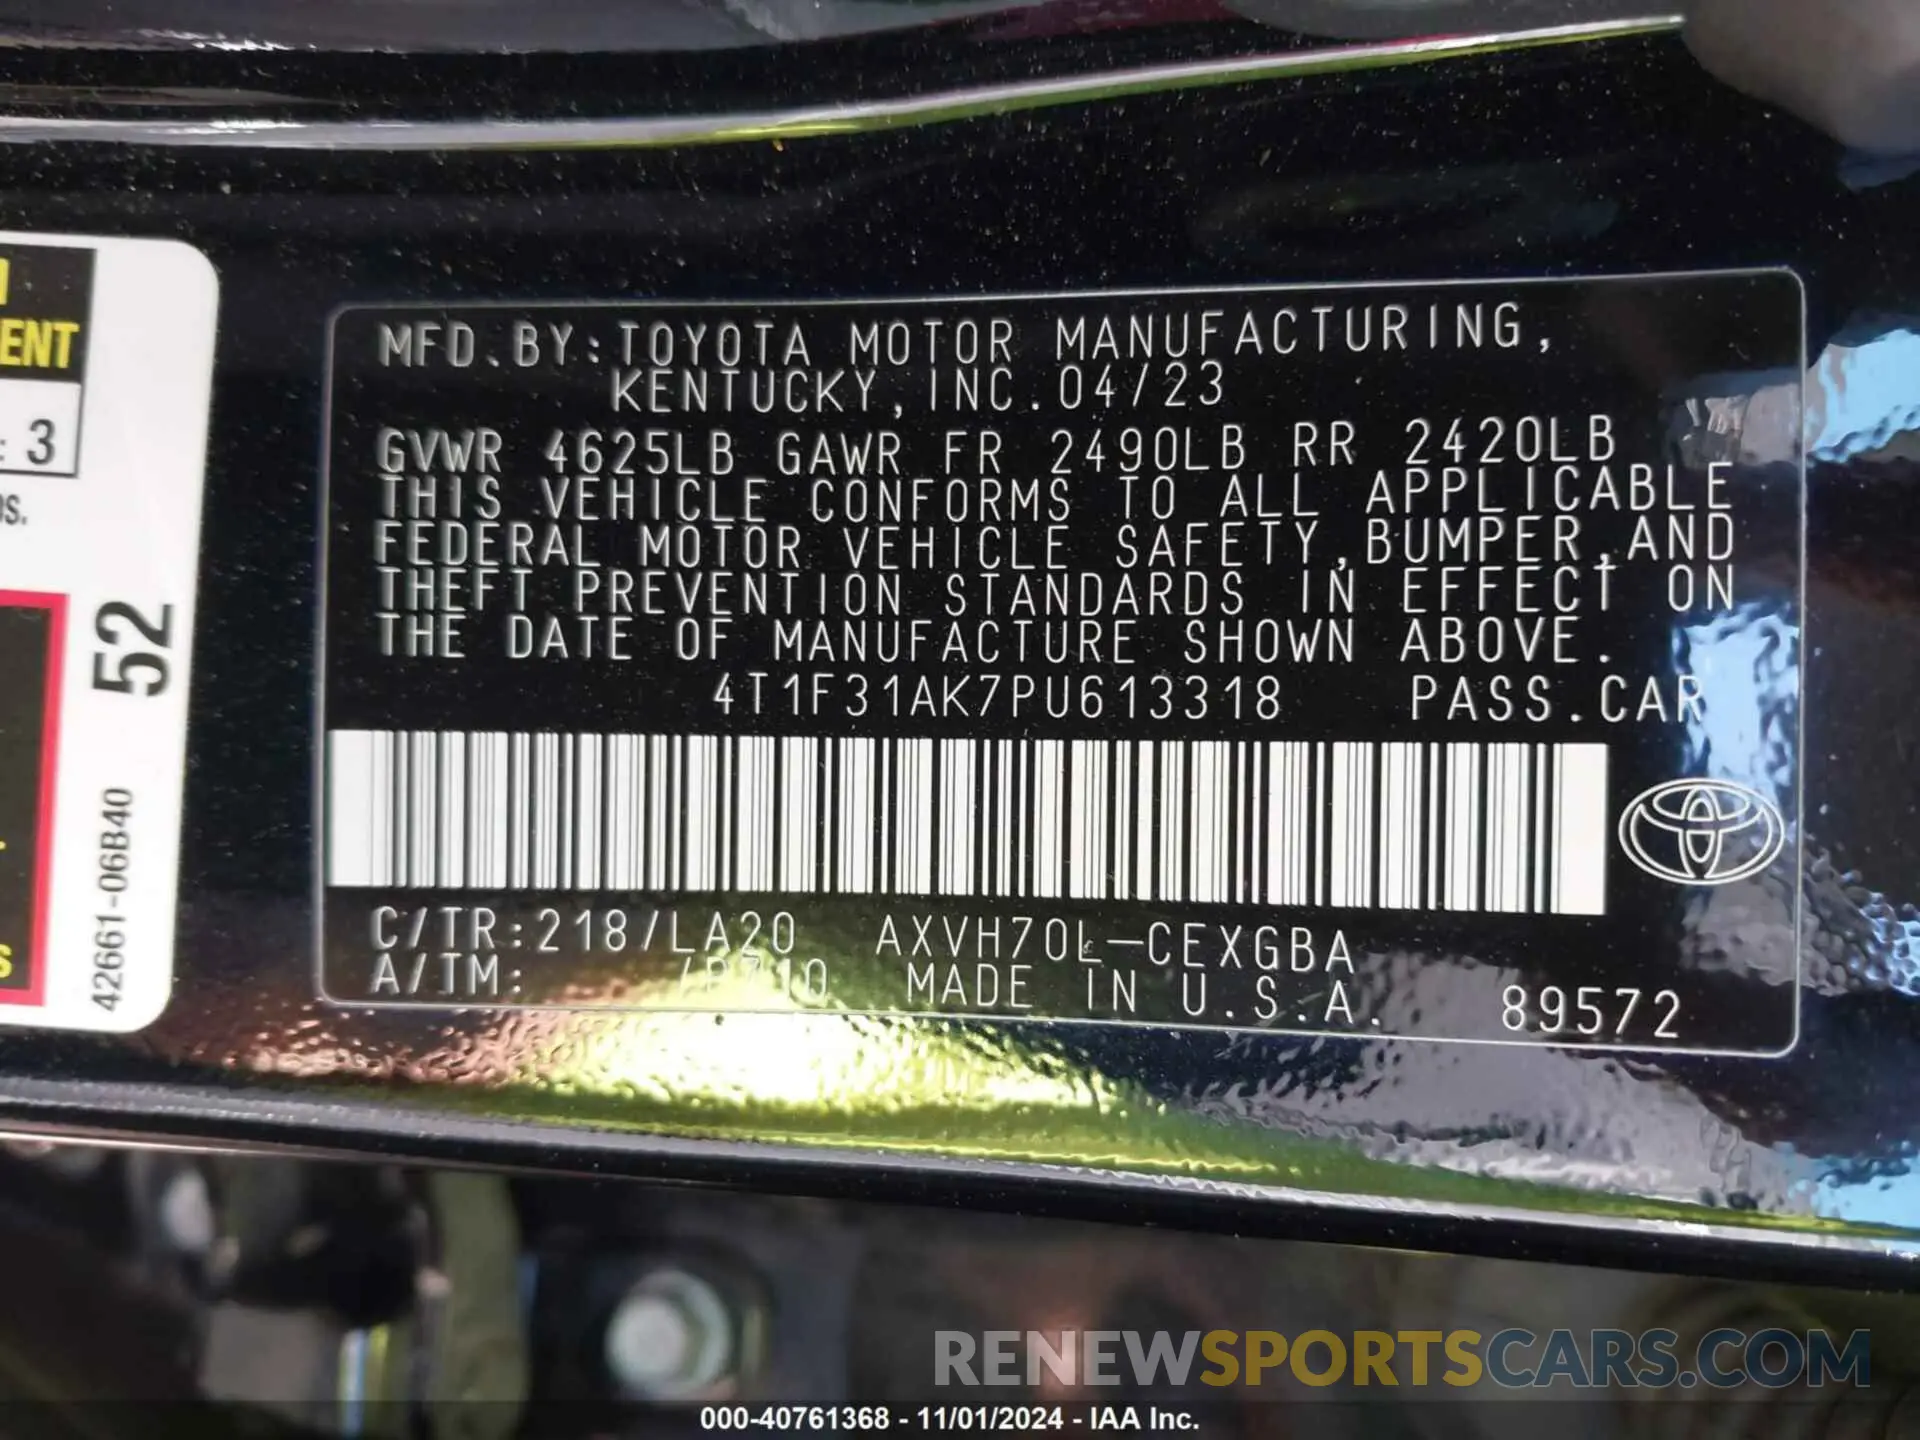 MFD.BY:TOYOTA MOTOR MANUFACTURING,
KENTUCKY,INC.04/23
GVWR 4625LB GAWR FR 2490LB RR 2420LB
THIS VEHICLE CONFORMS TO ALL APPLICABLE
FEDERAL MOTOR VEHICLE SAFETY,BUMPER,AND
THEFT PREVENTION STANDARDS IN EFFECT ON
THE DATE OF MANUFACTURE SHOWN ABOVE.
4T1F31AK7PU613318 PASS.CAR
C/TR:218/LA20 AXVH70L-CEXGBA
A/TM: /P710 MADE IN U.S.A. 89572
ENT
: 3
52
42661-06B40
S
RENEWSPORTSCARS.COM
000-40761368 - 11/01/2024 - IAA Inc.